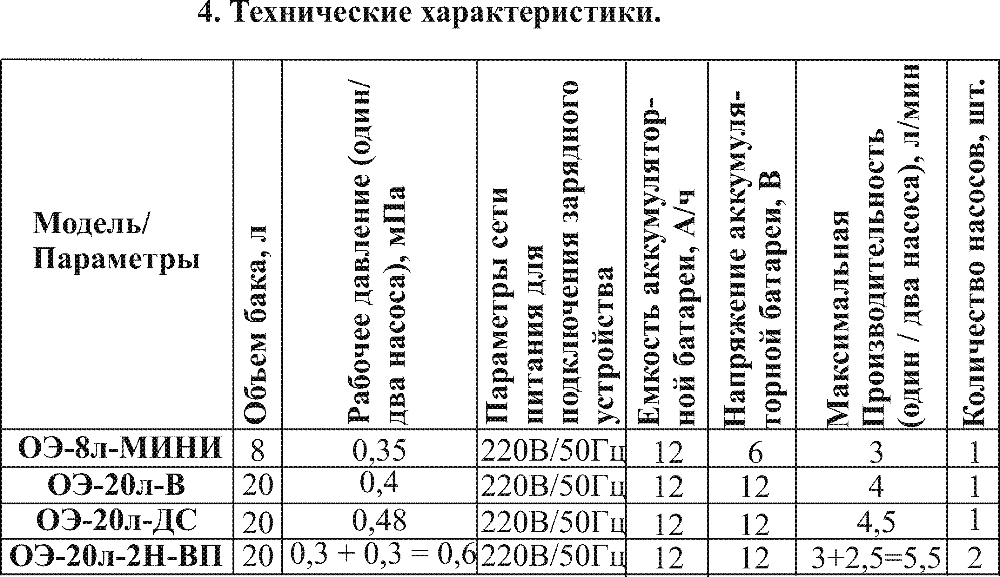 4. Технические характеристики.
Модель/
Параметры
Объем бака, л
Рабочее давление (один/
два насоса), мПа
Параметры сети
питания для
подключения зарядного
устройства
Емкость аккумулятор-
ной батареи, А/ч
Напряжение аккумуля-
торной батареи, В
Максимальная
Производительность
(один / два насоса), л/мин
Количество насосов, шт.
ОЭ-8л-МИНИ 8 0,35 220В/50Гц 12 6 3 1
ОЭ-20л-В 20 0,4 220В/50Гц 12 12 4 1
ОЭ-20л-ДС 20 0,48 220В/50Гц 12 12 4,5 1
ОЭ-20л-2Н-ВП 20 0,3 + 0,3 = 0,6 220В/50Гц 12 12 3+2,5=5,5 2